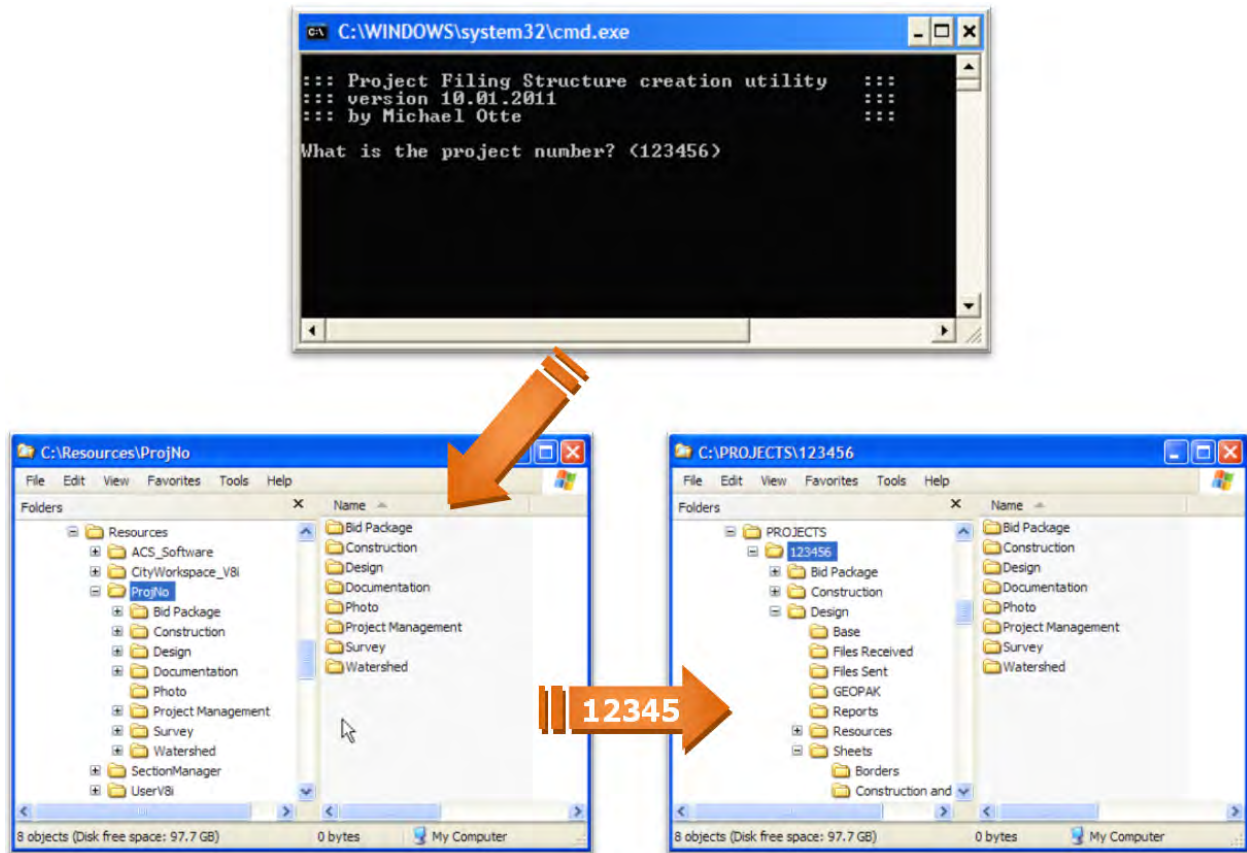 C:\WINDOWS\system32\cmd.exe
::: Project Filing Structure creation utility :::
::: version 10.01.2011 :::
::: by Michael Otte :::
What is the project number? (123456)
C:\Resources\ProjNo
File Edit View Favorites Tools Help
Folders
Name
Resources
ACS_Software
CityWorkspace_V8i
ProjNo
Bid Package
Construction
Design
Documentation
Photo
Project Management
Survey
Watershed
SectionManager
UserV8i
Bid Package
Construction
Design
Documentation
Photo
Project Management
Survey
Watershed
8 objects (Disk free space: 97.7 GB) 0 bytes My Computer
12345
C:\PROJECTS\123456
File Edit View Favorites Tools Help
Folders
Name
PROJECTS
123456
Bid Package
Construction
Design
Base
Files Received
Files Sent
GEOPAK
Reports
Resources
Sheets
Borders
Construction and
Bid Package
Construction
Design
Documentation
Photo
Project Management
Survey
Watershed
8 objects (Disk free space: 97.7 GB) 0 bytes My Computer